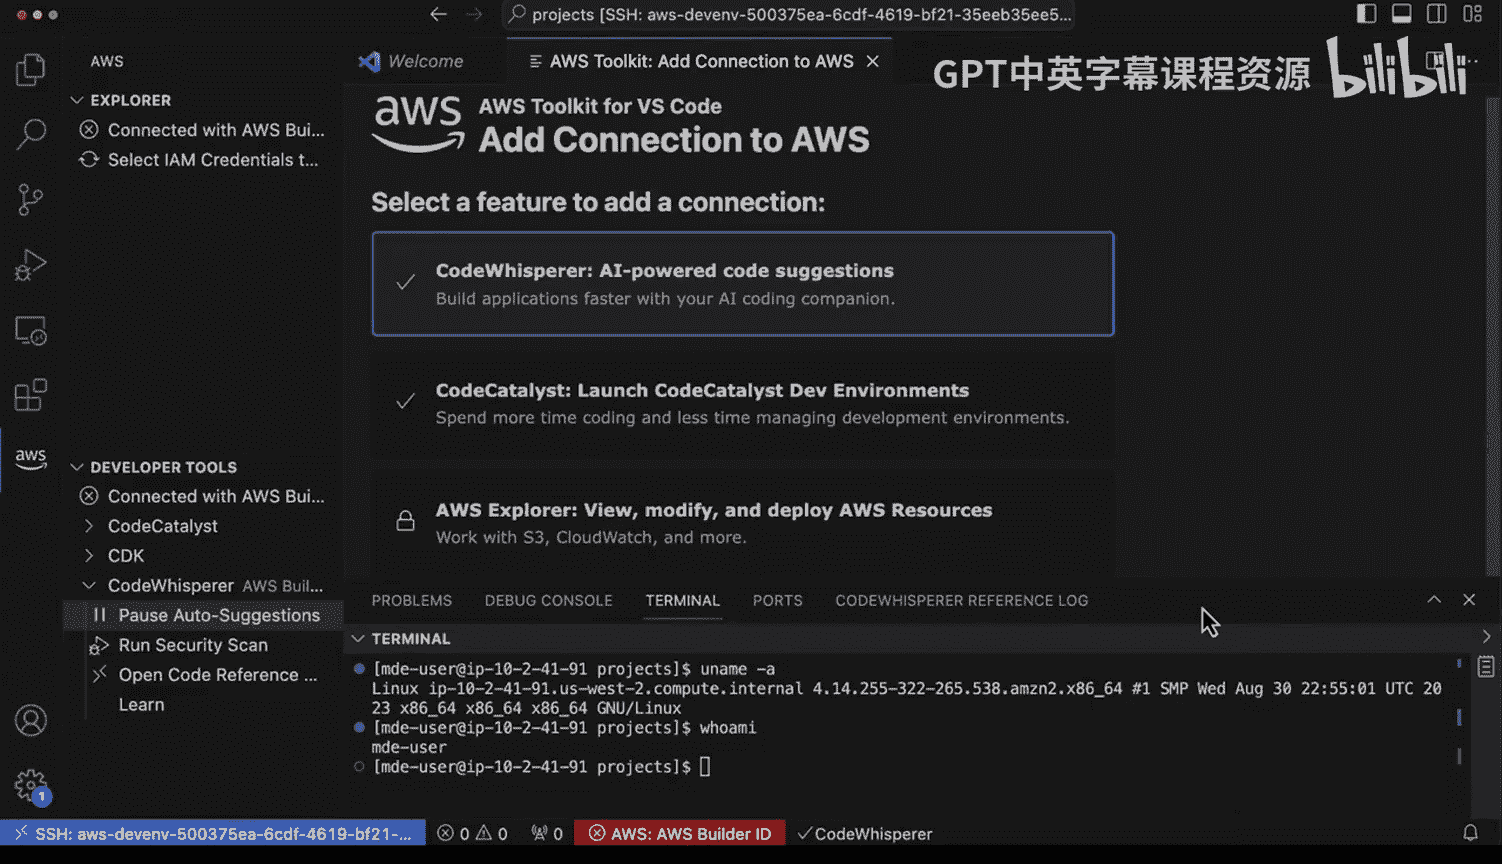 projects [SSH: aws-devenv-500375ea-6cdf-4619-bf21-35eeb35ee5...
AWS
Welcome
AWS Toolkit: Add Connection to AWS
GPT中英字幕课程资源
bilibili
EXPLORER
Connected with AWS Bui...
Select IAM Credentials t...
aws
AWS Toolkit for VS Code
Add Connection to AWS
Select a feature to add a connection:
CodeWhisperer: AI-powered code suggestions
Build applications faster with your AI coding companion.
CodeCatalyst: Launch CodeCatalyst Dev Environments
Spend more time coding and less time managing development environments.
AWS Explorer: View, modify, and deploy AWS Resources
Work with S3, CloudWatch, and more.
aws
DEVELOPER TOOLS
Connected with AWS Bui...
CodeCatalyst
CDK
CodeWhisperer AWS Buil...
Pause Auto-Suggestions
Run Security Scan
Open Code Reference ...
Learn
PROBLEMS DEBUG CONSOLE TERMINAL PORTS CODEWHISPERER REFERENCE LOG
TERMINAL
[mde-user@ip-10-2-41-91 projects]$ uname -a
Linux ip-10-2-41-91.us-west-2.compute.internal 4.14.255-322-265.538.amzn2.x86_64 #1 SMP Wed Aug 30 22:55:01 UTC 20
23 x86_64 x86_64 x86_64 GNU/Linux
[mde-user@ip-10-2-41-91 projects]$ whoami
mde-user
[mde-user@ip-10-2-41-91 projects]$
1
SSH: aws-devenv-500375ea-6cdf-4619-bf21-... 0 0 0 AWS: AWS Builder ID CodeWhisperer